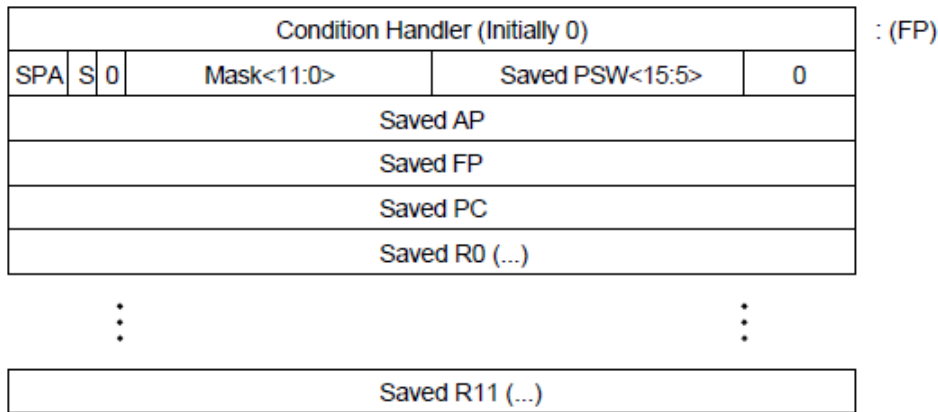 Condition Handler (Initially 0) : (FP)
SPA S 0 Mask<11:0> Saved PSW<15:5> 0
Saved AP
Saved FP
Saved PC
Saved R0 (...)
Saved R11 (...)